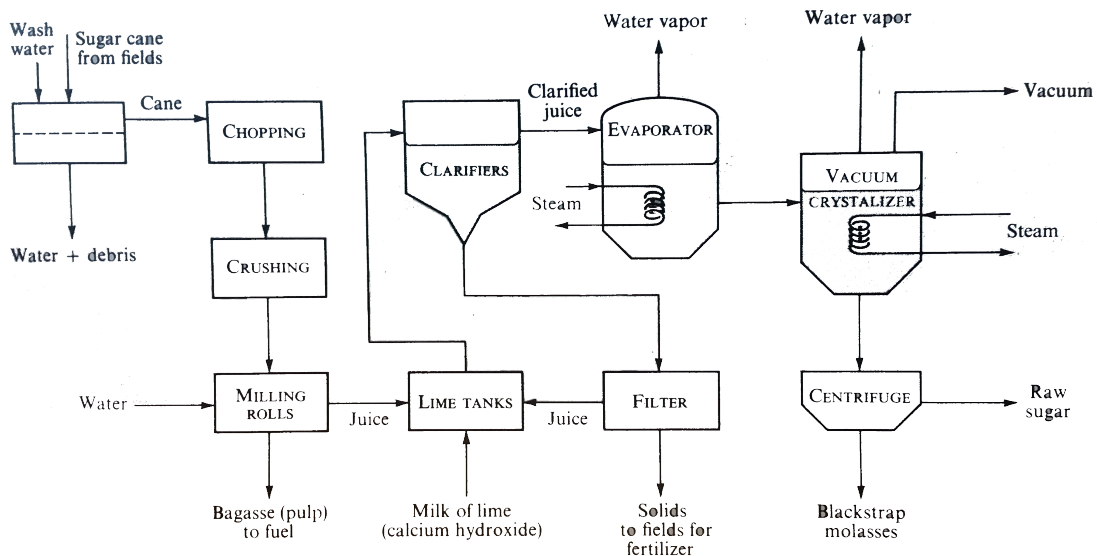 Water vapor
Water vapor
Wash
water
Sugar cane
from fields
Cane
CHOPPING
Clarified
juice
EVAPORATOR
Vacuum
CLARIFIERS
VACUUM
CRYSTALIZER
Steam
Steam
Water + debris
CRUSHING
Water
MILLING
ROLLS
Juice
LIME TANKS
Juice
FILTER
CENTRIFUGE
Raw
sugar
Bagasse (pulp)
to fuel
Milk of lime
(calcium hydroxide)
Solids
to fields for
fertilizer
Blackstrap
molasses